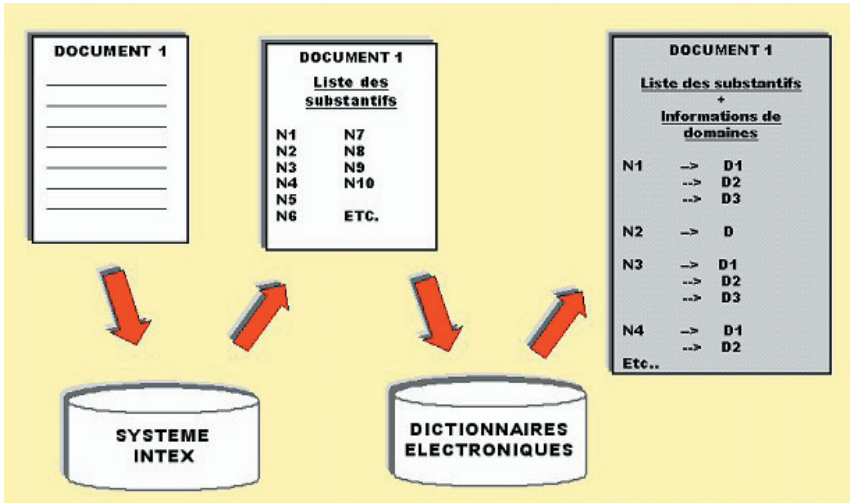 DOCUMENT 1
DOCUMENT 1
Liste des
substantifs
N1 N7
N2 N8
N3 N9
N4 N10
N5
N6 ETC.
DOCUMENT 1
Liste des substantifs
+
Informations de
domaines
N1 --> D1
--> D2
--> D3
N2 --> D
N3 --> D1
--> D2
--> D3
N4 --> D1
--> D2
Etc..
SYSTEME
INTEX
DICTIONNAIRES
ELECTRONIQUES